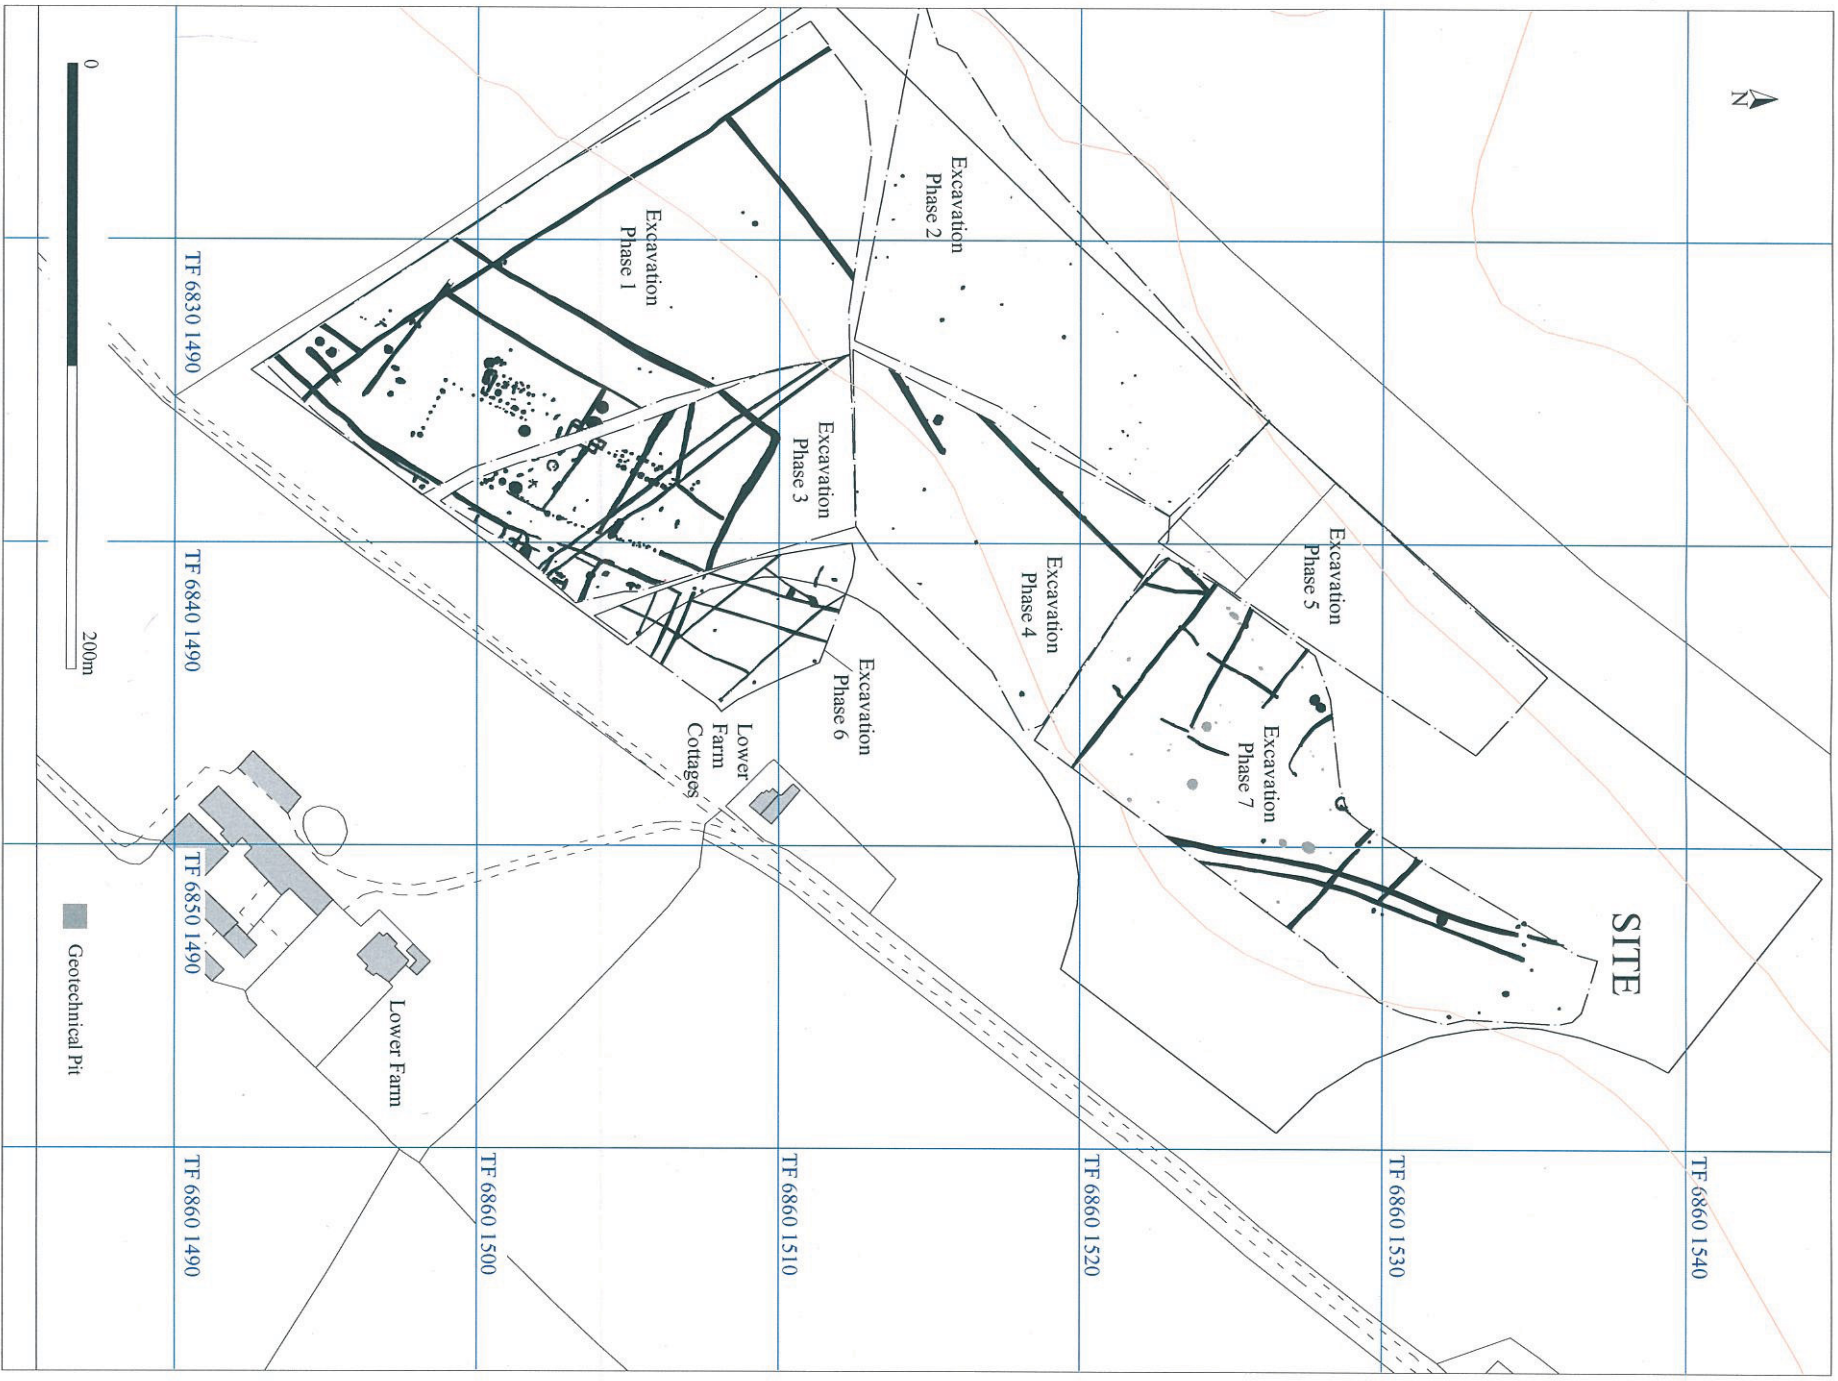 N
SITE
Excavation
Phase 5
Excavation
Phase 7
Excavation
Phase 2
Excavation
Phase 4
Excavation
Phase 3
Excavation
Phase 6
Excavation
Phase 1
Lower
Farm
Cottages
Lower Farm
TF 6830 1490
TF 6840 1490
TF 6850 1490
TF 6860 1490
TF 6860 1500
TF 6860 1510
TF 6860 1520
TF 6860 1530
TF 6860 1540
0
200m
Geotechnical Pit